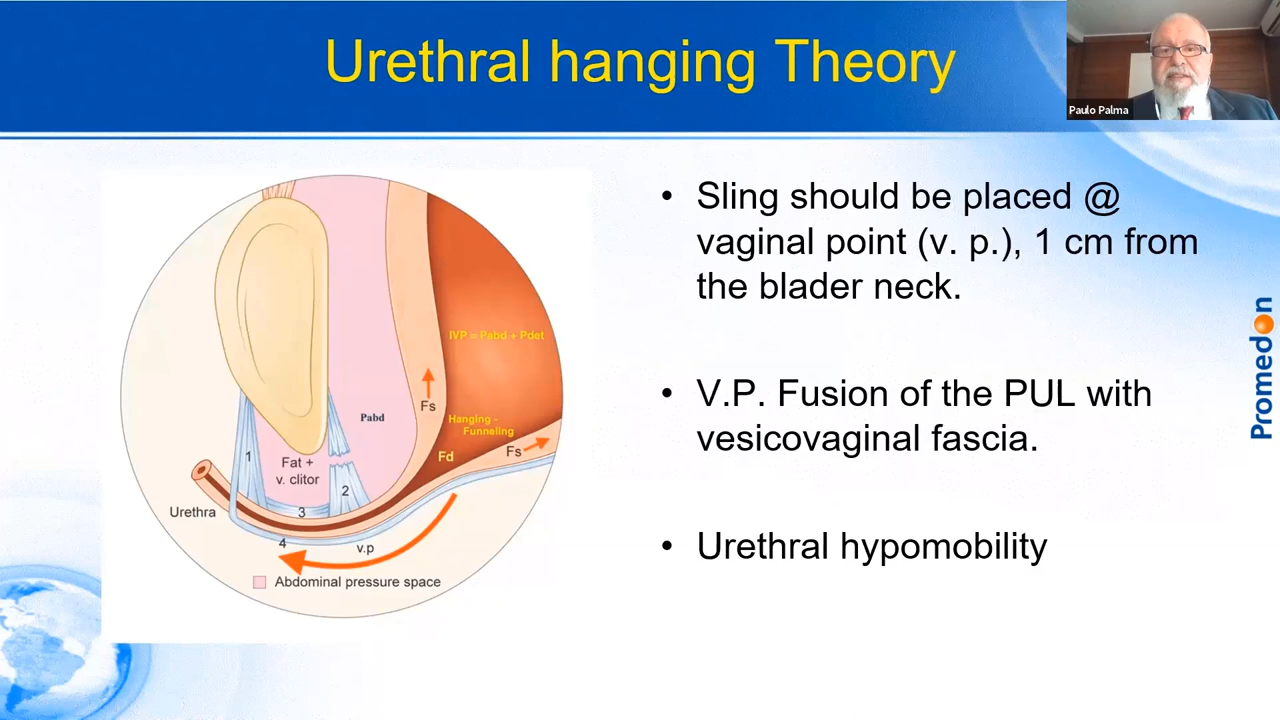 Urethral hanging Theory
Paulo Palma
• Sling should be placed @
vaginal point (v. p.), 1 cm from
the blader neck.
• V.P. Fusion of the PUL with
vesicovaginal fascia.
• Urethral hypomobility
IVP = Pabd + Pdet
Fs
Pabd
Hanging -
Funneling
Fs
Fd
1
Fat +
v. clitor
2
Urethra
3
4
v.p
Abdominal pressure space
Promedon